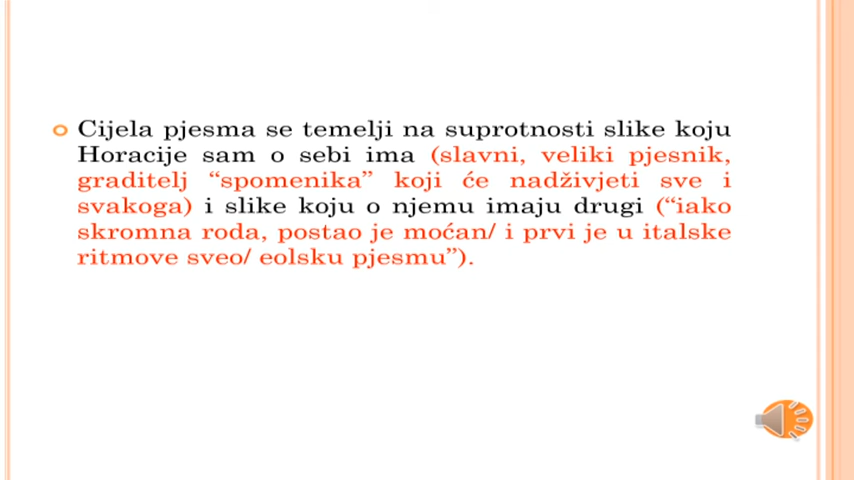 Cijela pjesma se temelji na suprotnosti slike koju
Horacije sam o sebi ima (slavni, veliki pjesnik,
graditelj “spomenika” koji će nadživjeti sve i
svakoga) i slike koju o njemu imaju drugi (“iako
skromna roda, postao je moćan/ i prvi je u italske
ritmove sveo/ eolsku pjesmu”).